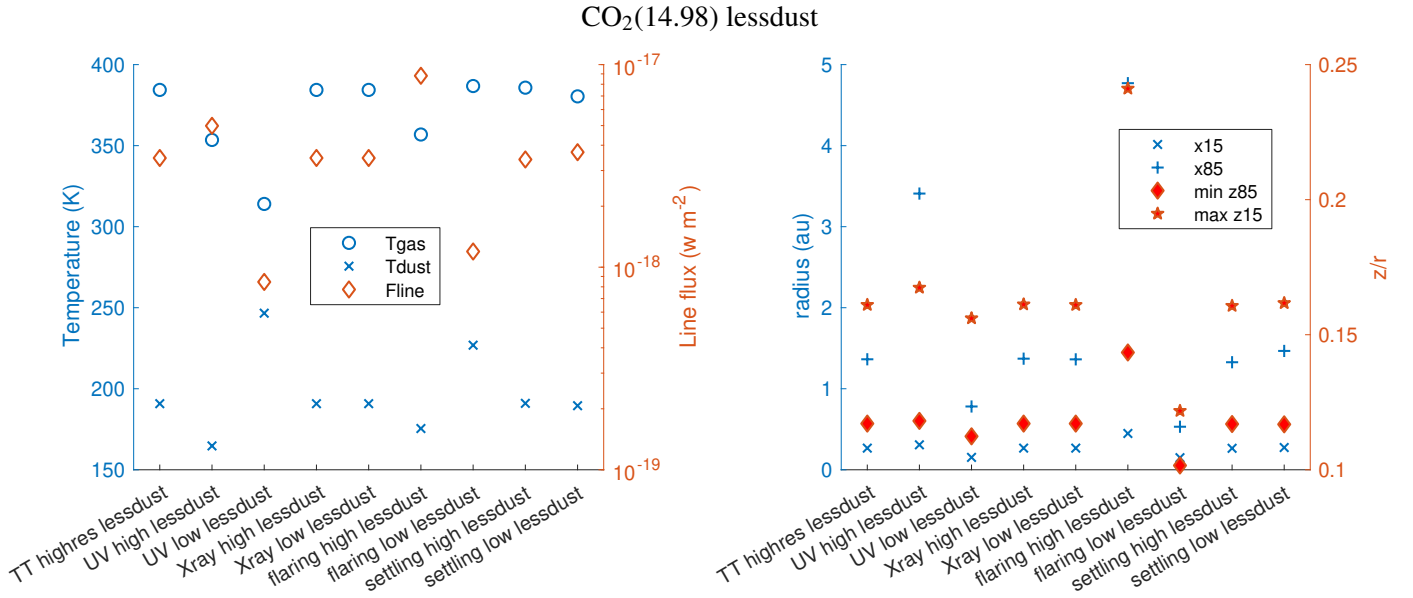 CO₂(14.98) lessdust
400
350
300
250
200
150
Temperature (K)
10⁻¹⁷
10⁻¹⁸
10⁻¹⁹
Line flux (w m⁻²)
Tgas
Tdust
Fline
TT highres lessdust
UV high lessdust
UV low lessdust
Xray high lessdust
Xray low lessdust
flaring high lessdust
flaring low lessdust
settling high lessdust
settling low lessdust
5
4
3
2
1
0
radius (au)
0.25
0.2
0.15
0.1
z/r
x15
x85
min z85
max z15
TT highres lessdust
UV high lessdust
UV low lessdust
Xray high lessdust
Xray low lessdust
flaring high lessdust
flaring low lessdust
settling high lessdust
settling low lessdust